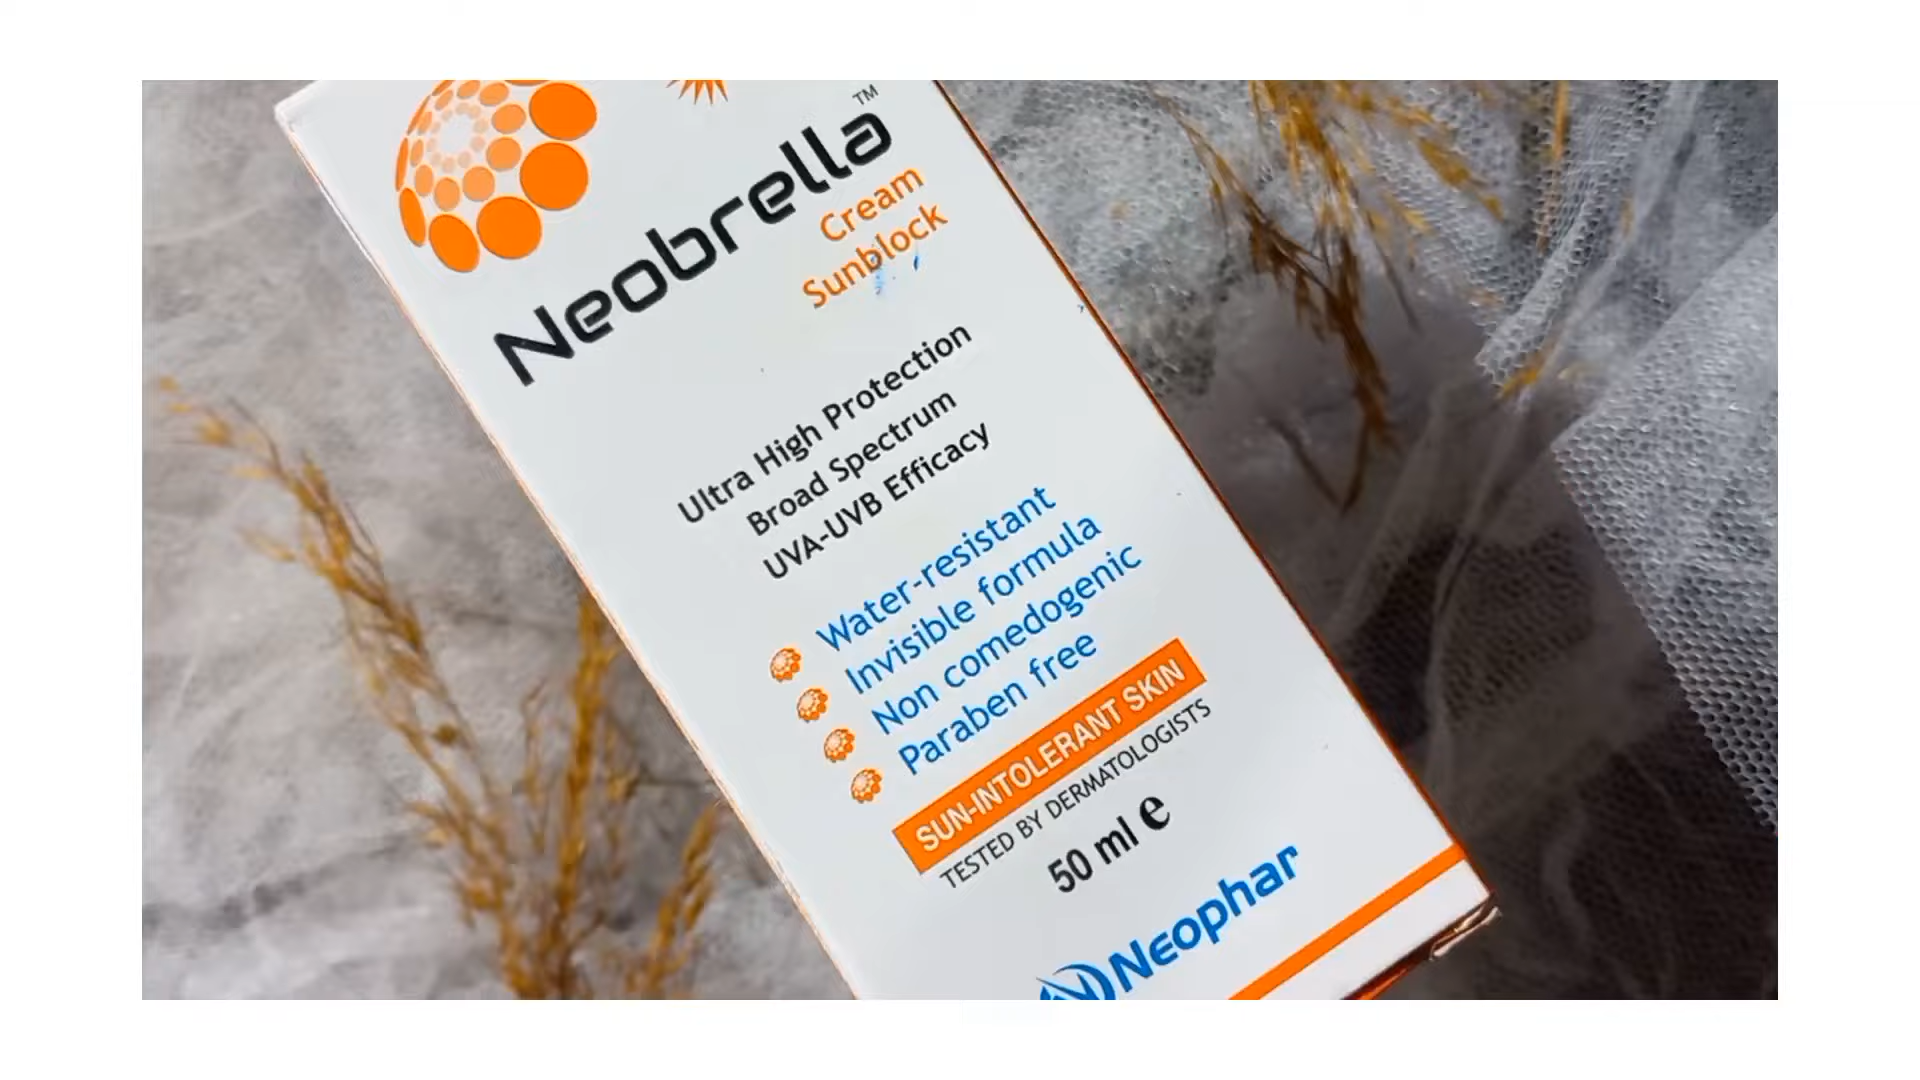 Neobrella™
Cream
Sunblock
Ultra High Protection
Broad Spectrum
UVA-UVB Efficacy
Water-resistant
Invisible formula
Non comedogenic
Paraben free
SUN-INTOLERANT SKIN
TESTED BY DERMATOLOGISTS
50 ml e
Neophar